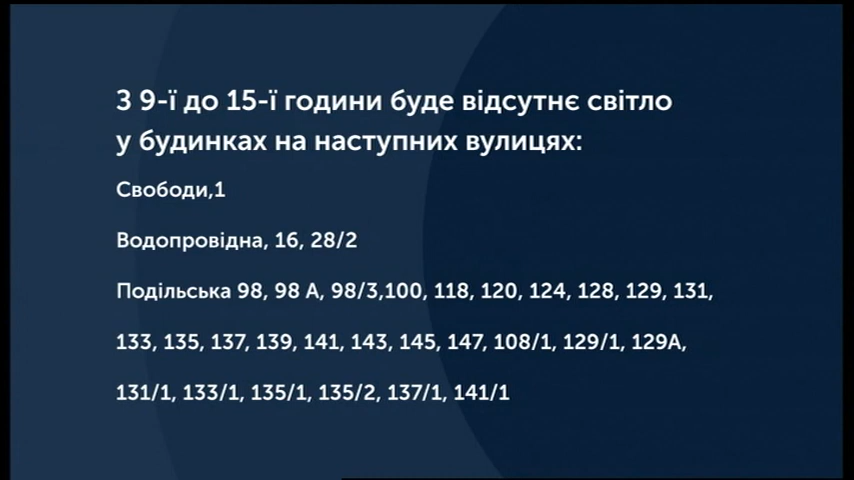 З 9-ї до 15-ї години буде відсутнє світло
у будинках на наступних вулицях:
Свободи,1
Водопровідна, 16, 28/2
Подільська 98, 98 А, 98/3,100, 118, 120, 124, 128, 129, 131,
133, 135, 137, 139, 141, 143, 145, 147, 108/1, 129/1, 129А,
131/1, 133/1, 135/1, 135/2, 137/1, 141/1